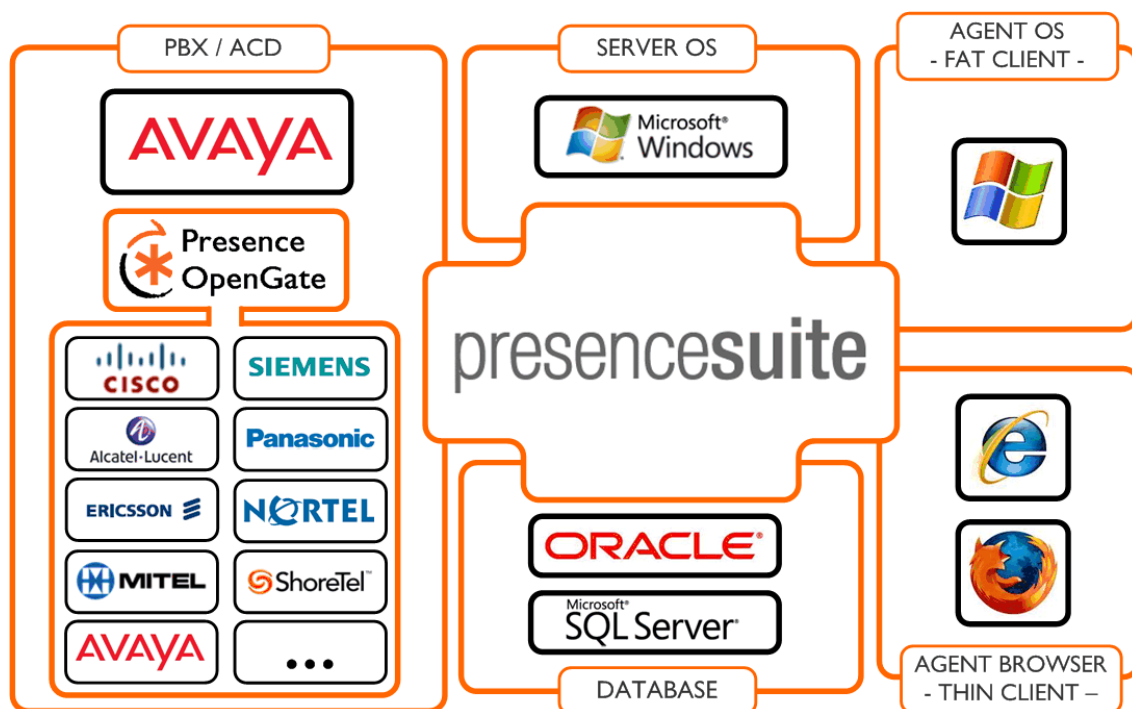 PBX / ACD
AVAYA
Presence
OpenGate
CISCO
SIEMENS
Alcatel·Lucent
Panasonic
ERICSSON
NORTEL
MITEL
ShoreTel™
AVAYA
...
SERVER OS
Microsoft®
Windows
presencesuite
ORACLE®
Microsoft®
SQL Server®
DATABASE
AGENT OS
- FAT CLIENT -
AGENT BROWSER
- THIN CLIENT –